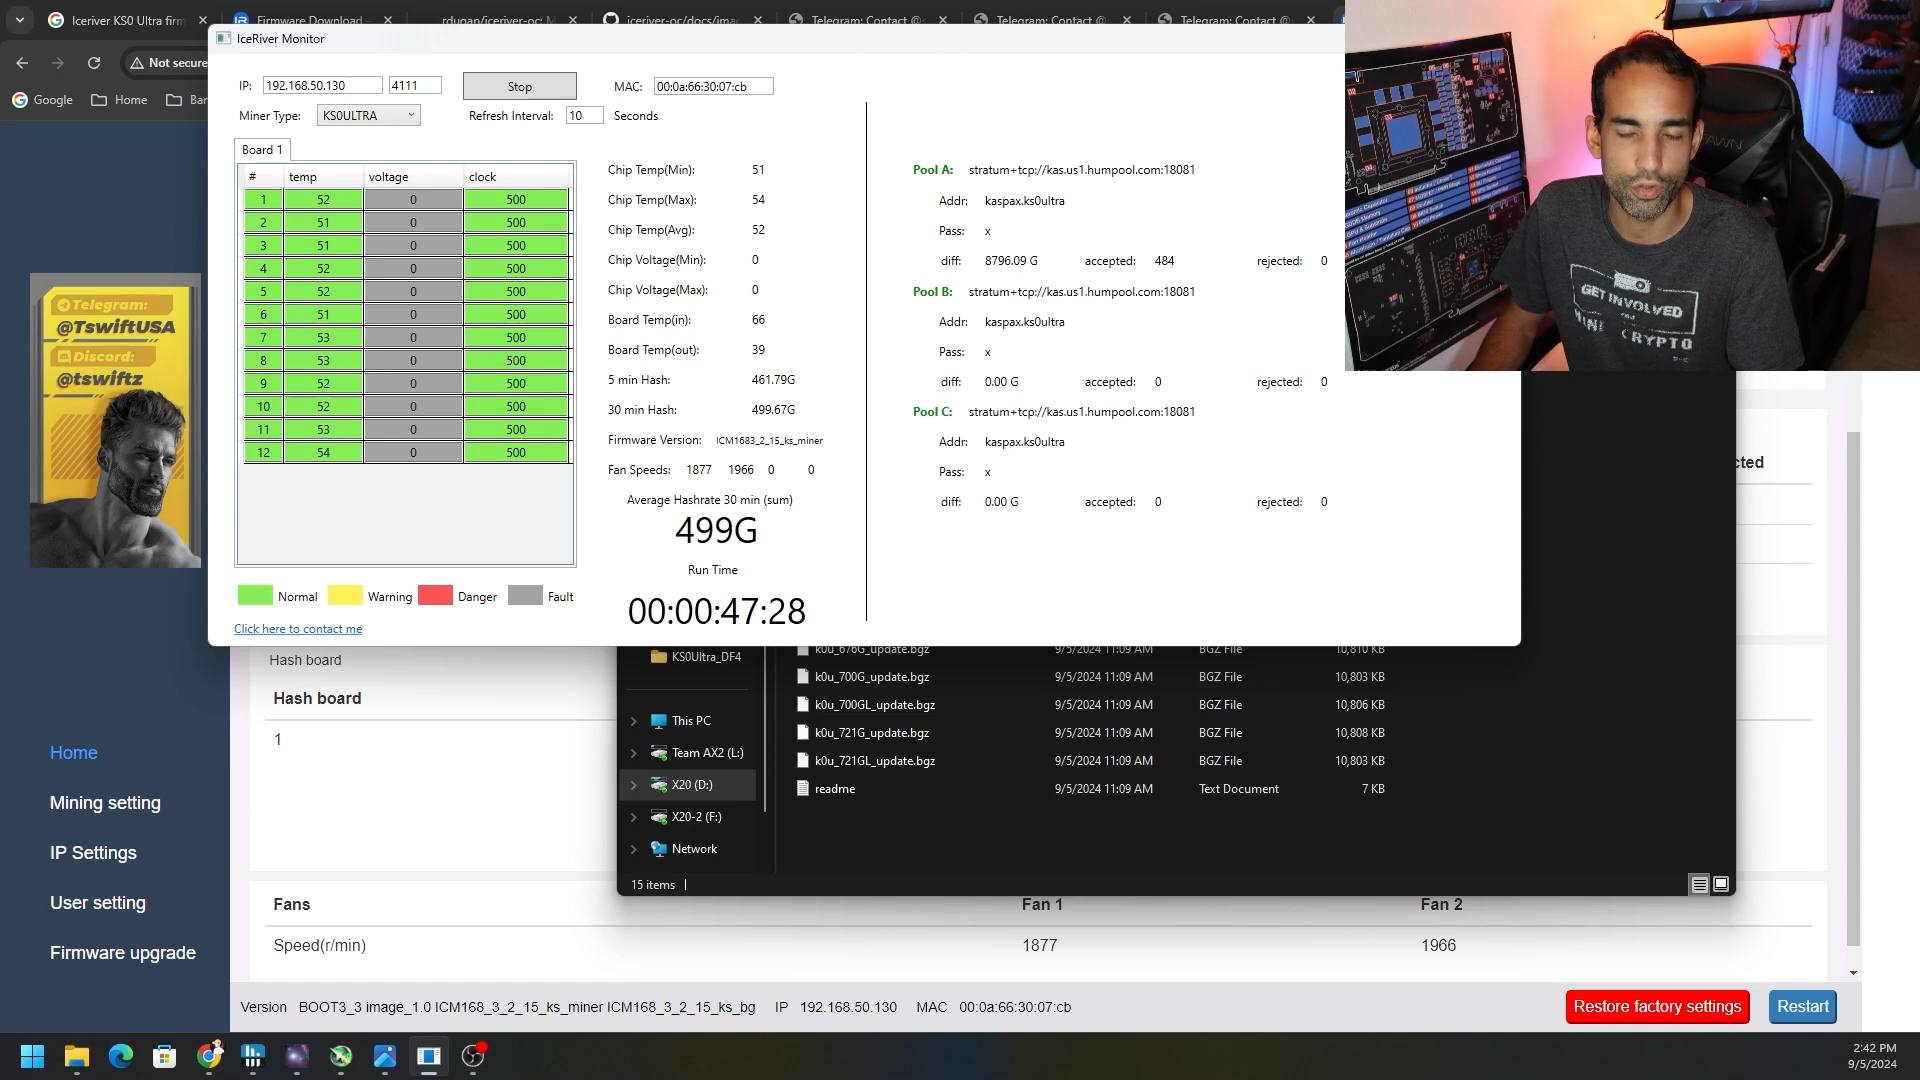 Iceriver KS0 Ultra firm
Firmware Download -
rdugan/iceriver-oc: M
iceriver-oc/docs/ima
Telegram: Contact @
Telegram: Contact @
Telegram: Contact @
Not secure
Google
Home
Telegram:
@TswiftUSA
Discord:
@tswiftz
Home
Mining setting
IP Settings
User setting
Firmware upgrade
IceRiver Monitor
IP: 192.168.50.130 4111 Stop MAC: 00:0a:66:30:07:cb
Miner Type: KS0ULTRA Refresh Interval: 10 Seconds
Board 1
# temp voltage clock
1 52 0 500
2 51 0 500
3 51 0 500
4 52 0 500
5 52 0 500
6 51 0 500
7 53 0 500
8 53 0 500
9 52 0 500
10 52 0 500
11 53 0 500
12 54 0 500
Normal Warning Danger Fault
Click here to contact me
Chip Temp(Min): 51
Chip Temp(Max): 54
Chip Temp(Avg): 52
Chip Voltage(Min): 0
Chip Voltage(Max): 0
Board Temp(in): 66
Board Temp(out): 39
5 min Hash: 461.79G
30 min Hash: 499.67G
Firmware Version: ICM1683_2_15_ks_miner
Fan Speeds: 1877 1966 0 0
Average Hashrate 30 min (sum)
499G
Run Time
00:00:47:28
Pool A: stratum+tcp://kas.us1.humpool.com:18081
Addr: kaspax.ks0ultra
Pass: x
diff: 8796.09 G accepted: 484 rejected: 0
Pool B: stratum+tcp://kas.us1.humpool.com:18081
Addr: kaspax.ks0ultra
Pass: x
diff: 0.00 G accepted: 0 rejected: 0
Pool C: stratum+tcp://kas.us1.humpool.com:18081
Addr: kaspax.ks0ultra
Pass: x
diff: 0.00 G accepted: 0 rejected: 0
GET INVOLVED
cted
KS0Ultra_DF4
This PC
Team AX2 (L:)
X20 (D:)
X20-2 (F:)
Network
15 items
k0u_676G_update.bgz 9/5/2024 11:09 AM BGZ File 10,810 KB
k0u_700G_update.bgz 9/5/2024 11:09 AM BGZ File 10,803 KB
k0u_700GL_update.bgz 9/5/2024 11:09 AM BGZ File 10,806 KB
k0u_721G_update.bgz 9/5/2024 11:09 AM BGZ File 10,808 KB
k0u_721GL_update.bgz 9/5/2024 11:09 AM BGZ File 10,803 KB
readme 9/5/2024 11:09 AM Text Document 7 KB
Hash board
Hash board
1
Fans Fan 1 Fan 2
Speed(r/min) 1877 1966
Version BOOT3_3 image_1.0 ICM168_3_2_15_ks_miner ICM168_3_2_15_ks_bg IP 192.168.50.130 MAC 00:0a:66:30:07:cb
Restore factory settings
Restart
2:42 PM
9/5/2024